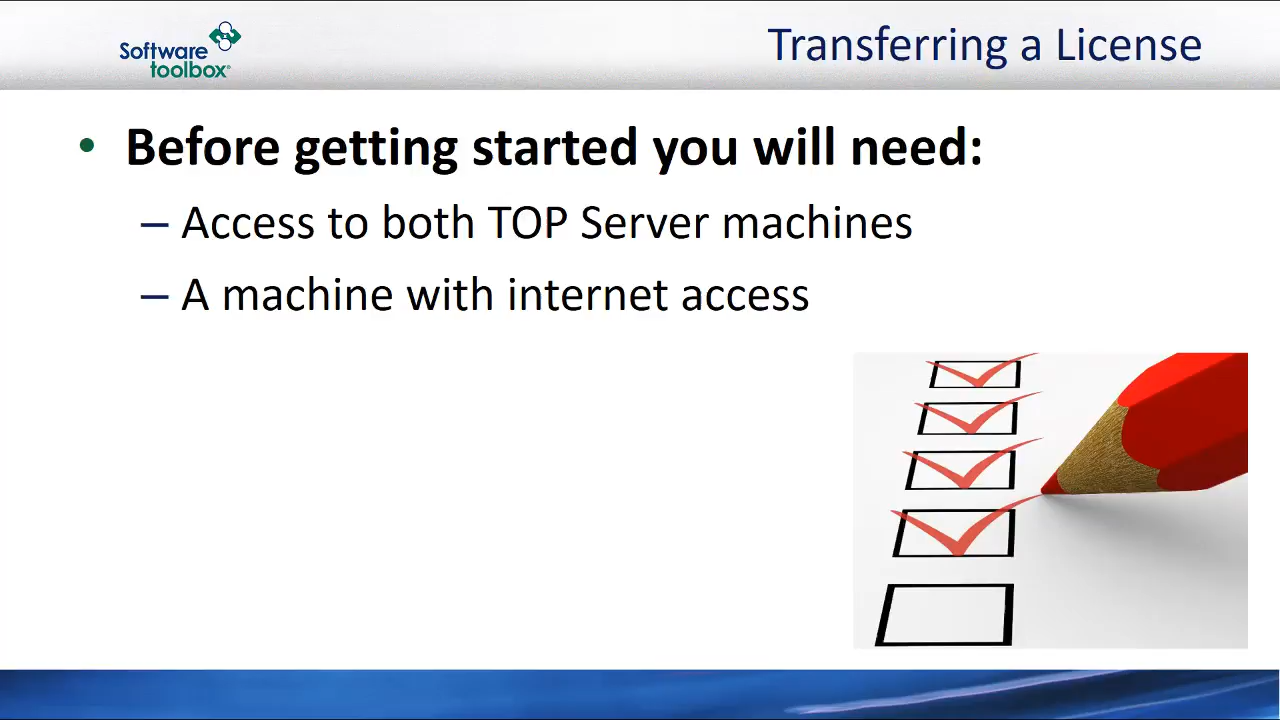 Software
toolbox®
Transferring a License
• Before getting started you will need:
– Access to both TOP Server machines
– A machine with internet access